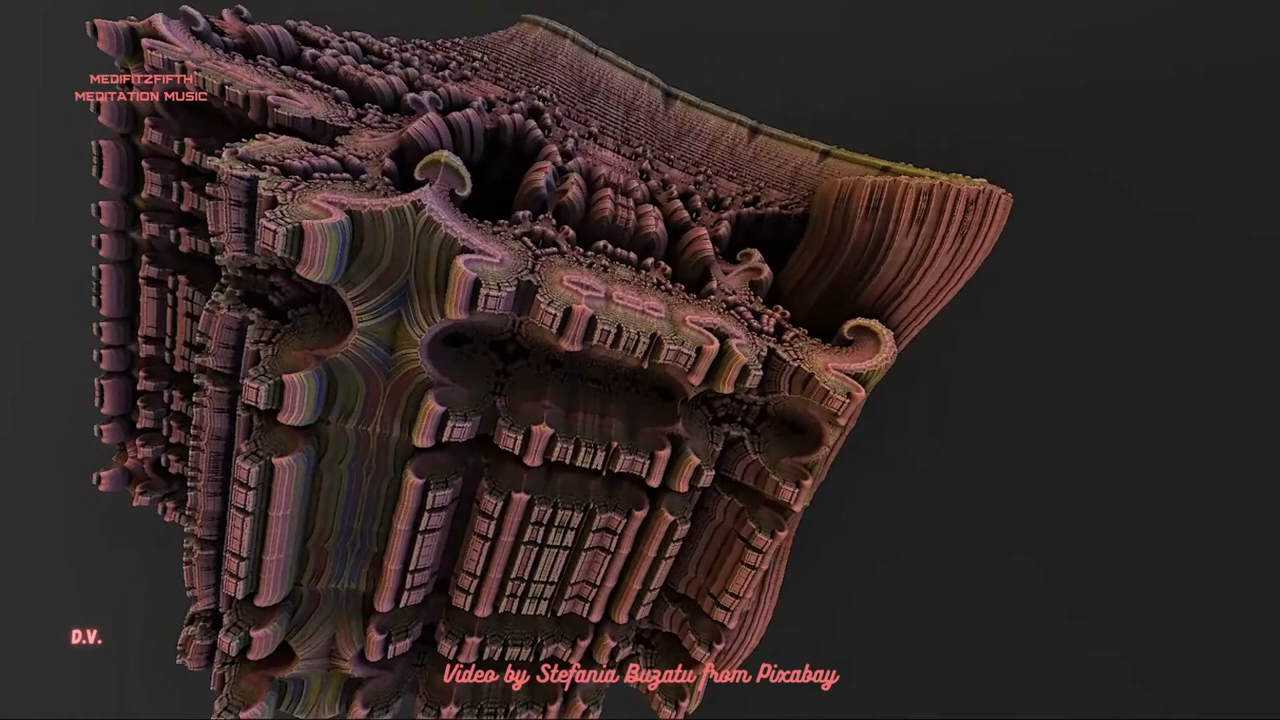 MEDIFITZFIFTH
MEDITATION MUSIC
D.V.
Video by Stefania Buzatu from Pixabay